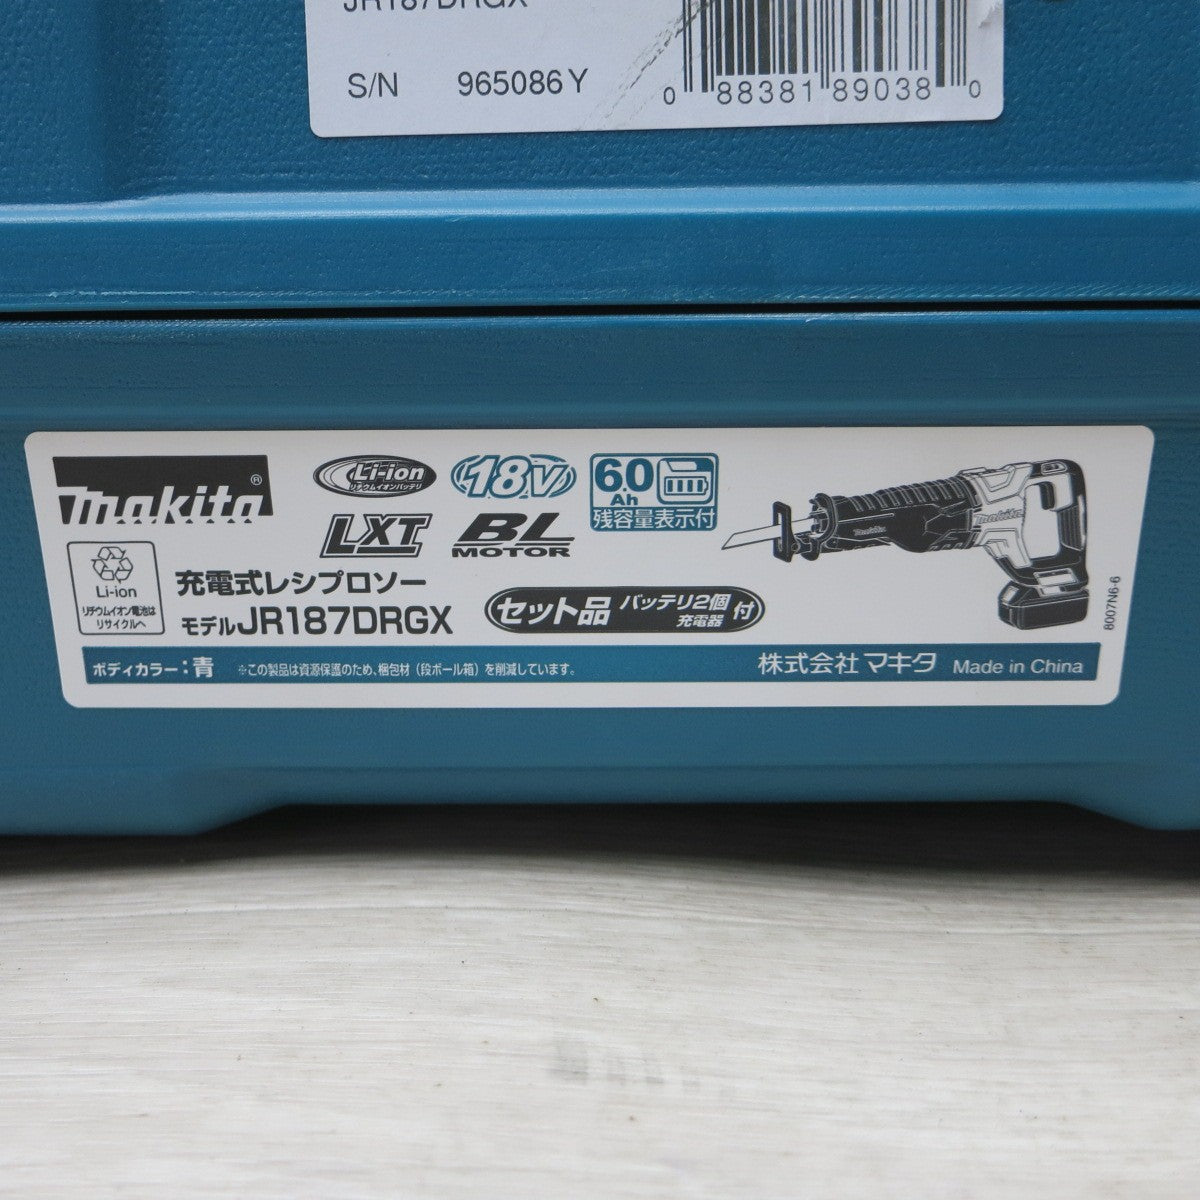 JR187DRGX
S/N 965086Y
0 88381 89038 0
makita®
Li-ion
リチウムイオンバッテリ
18V
6.0
Ah
残容量表示付
LXT
BL
MOTOR
Li-ion
リチウムイオン電池は
リサイクルへ
充電式レシプロソー
モデルJR187DRGX
セット品 バッテリ2個
充電器 付
makita
makita
8007N6-6
ボディカラー:青 ※この製品は資源保護のため、梱包材(段ボール箱)を削減しています。
株式会社マキタ Made in China